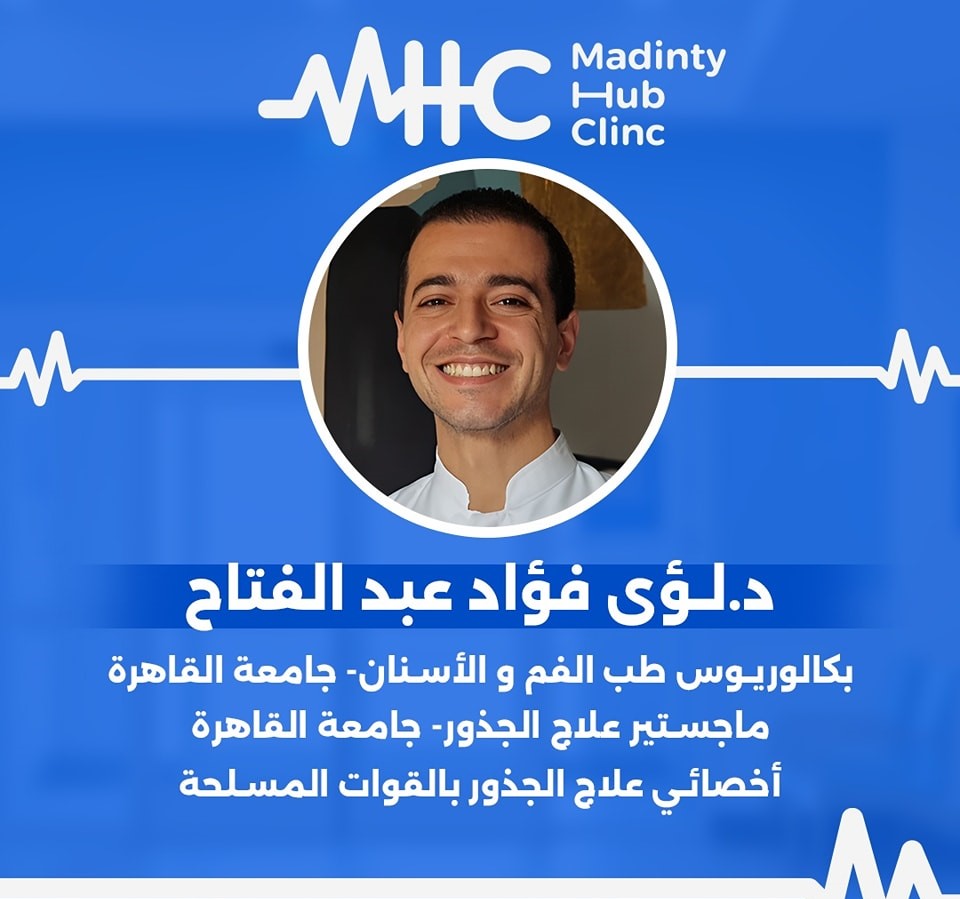 MHC
Madinty
Hub
Clinc
د.لـؤى فؤاد عبد الفتاح
بكالوريوس طب الفم و الأسنان- جامعة القاهرة
ماجستير علاج الجذور- جامعة القاهرة
أخصائي علاج الجذور بالقوات المسلحة